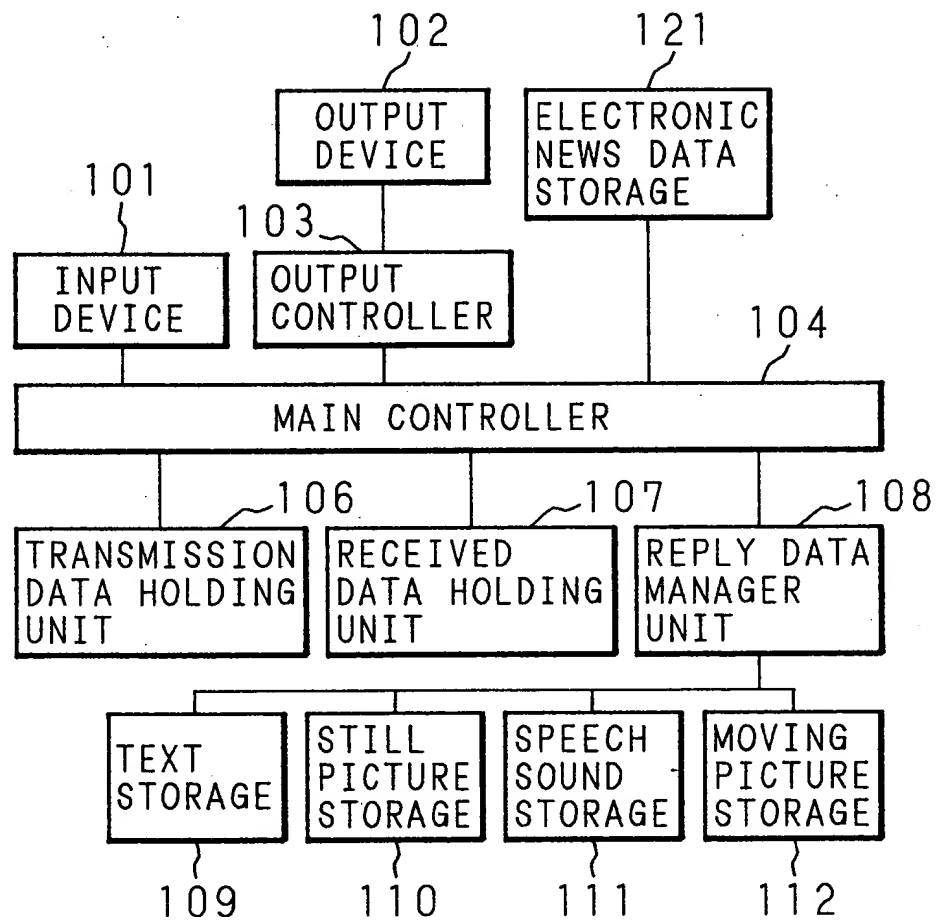 102
121
OUTPUT
DEVICE
ELECTRONIC
NEWS DATA
STORAGE
101
103
INPUT
DEVICE
OUTPUT
CONTROLLER
104
MAIN CONTROLLER
106
107
108
TRANSMISSION
DATA HOLDING
UNIT
RECEIVED
DATA HOLDING
UNIT
REPLY DATA
MANAGER
UNIT
TEXT
STORAGE
STILL
PICTURE
STORAGE
SPEECH
SOUND
STORAGE
MOVING
PICTURE
STORAGE
109
110
111
112